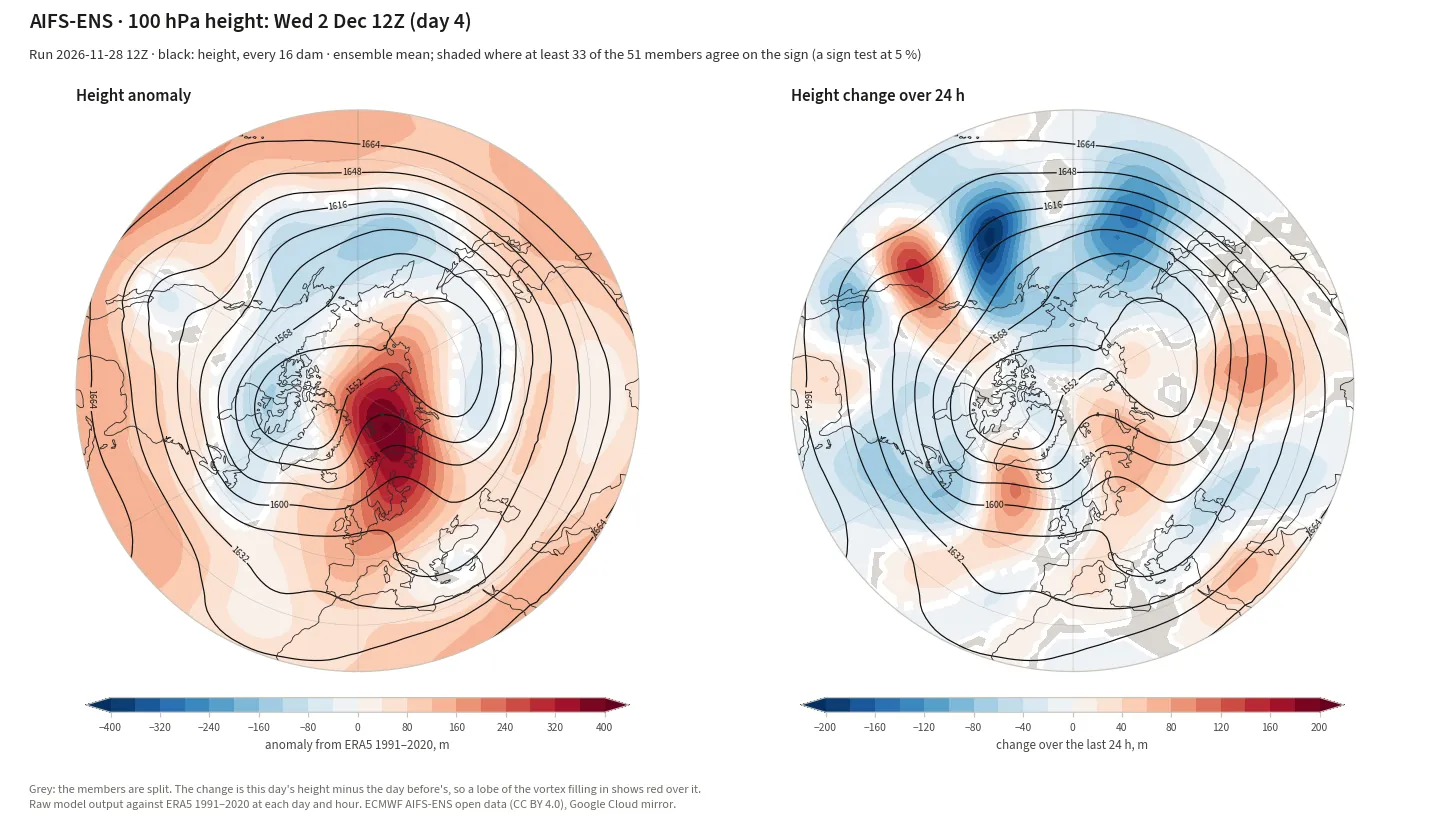 AIFS-ENS · 100 hPa height: Wed 2 Dec 12Z (day 4)
Run 2026-11-28 12Z · black: height, every 16 dam · ensemble mean; shaded where at least 33 of the 51 members agree on the sign (a sign test at 5 %)
Height anomaly
Height change over 24 h
1664
1648
1616
1568
1552
1664
1584
1600
1632
1664
1664
1648
1616
1568
1552
1664
1584
1600
1632
1664
−400 −320 −240 −160 −80 0 80 160 240 320 400
anomaly from ERA5 1991–2020, m
−200 −160 −120 −80 −40 0 40 80 120 160 200
change over the last 24 h, m
Grey: the members are split. The change is this day's height minus the day before's, so a lobe of the vortex filling in shows red over it.
Raw model output against ERA5 1991–2020 at each day and hour. ECMWF AIFS-ENS open data (CC BY 4.0), Google Cloud mirror.